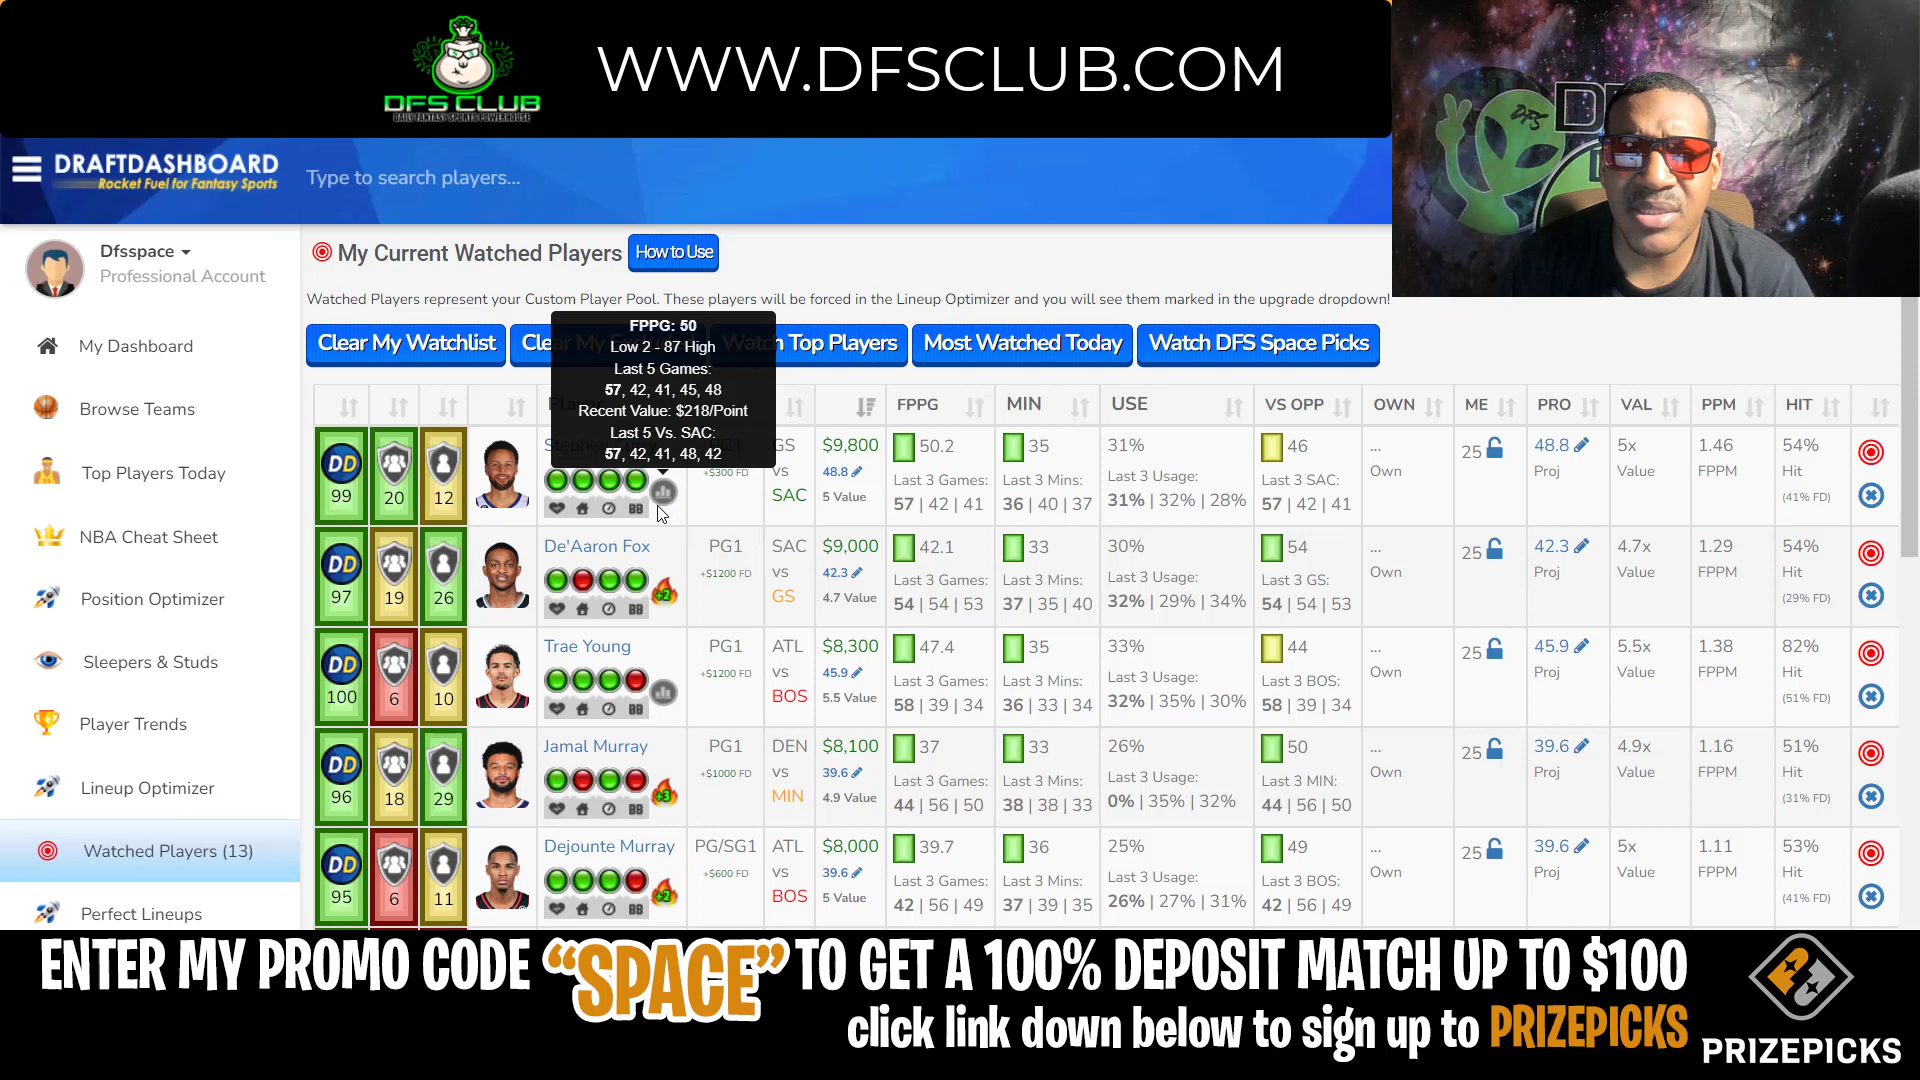 DFS CLUB
DAILY FANTASY SPORTS POWERHOUSE
WWW.DFSCLUB.COM
DRAFTDASHBOARD
Rocket Fuel for Fantasy Sports
Type to search players...
Dfsspace
Professional Account
My Dashboard
Browse Teams
Top Players Today
NBA Cheat Sheet
Position Optimizer
Sleepers & Studs
Player Trends
Lineup Optimizer
Watched Players (13)
Perfect Lineups
My Current Watched Players
How to Use
Watched Players represent your Custom Player Pool. These players will be forced in the Lineup Optimizer and you will see them marked in the upgrade dropdown!
Clear My Watchlist
Top Players
Most Watched Today
Watch DFS Space Picks
FPPG: 50
Low 2 - 87 High
Last 5 Games:
57, 42, 41, 45, 48
Recent Value: $218/Point
Last 5 Vs. SAC:
57, 42, 41, 48, 42
FPPG MIN USE VS OPP OWN ME PRO VAL PPM HIT
DD 99 20 12
+$300 FD
GS vs SAC
$9,800
48.8
5 Value
50.2
Last 3 Games:
57 | 42 | 41
35
Last 3 Mins:
36 | 40 | 37
31%
Last 3 Usage:
31% | 32% | 28%
46
Last 3 SAC:
57 | 42 | 41
...
Own
25
48.8
Proj
5x
Value
1.46
FPPM
54%
Hit
(41% FD)
DD 97 19 26
De'Aaron Fox
BB
+2
PG1
+$1200 FD
SAC vs GS
$9,000
42.3
4.7 Value
42.1
Last 3 Games:
54 | 54 | 53
33
Last 3 Mins:
37 | 35 | 40
30%
Last 3 Usage:
32% | 29% | 34%
54
Last 3 GS:
54 | 54 | 53
...
Own
25
42.3
Proj
4.7x
Value
1.29
FPPM
54%
Hit
(29% FD)
DD 100 6 10
Trae Young
BB
PG1
+$1200 FD
ATL vs BOS
$8,300
45.9
5.5 Value
47.4
Last 3 Games:
58 | 39 | 34
35
Last 3 Mins:
36 | 33 | 34
33%
Last 3 Usage:
32% | 35% | 30%
44
Last 3 BOS:
58 | 39 | 34
...
Own
25
45.9
Proj
5.5x
Value
1.38
FPPM
82%
Hit
(51% FD)
DD 96 18 29
Jamal Murray
BB
+3
PG1
+$1000 FD
DEN vs MIN
$8,100
39.6
4.9 Value
37
Last 3 Games:
44 | 56 | 50
33
Last 3 Mins:
38 | 38 | 33
26%
Last 3 Usage:
0% | 35% | 32%
50
Last 3 MIN:
44 | 56 | 50
...
Own
25
39.6
Proj
4.9x
Value
1.16
FPPM
51%
Hit
(31% FD)
DD 95 6 11
Dejounte Murray
BB
+2
PG/SG1
+$600 FD
ATL vs BOS
$8,000
39.6
5 Value
39.7
Last 3 Games:
42 | 56 | 49
36
Last 3 Mins:
37 | 39 | 35
25%
Last 3 Usage:
26% | 27% | 31%
49
Last 3 BOS:
42 | 56 | 49
...
Own
25
39.6
Proj
5x
Value
1.11
FPPM
53%
Hit
(41% FD)
ENTER MY PROMO CODE “SPACE” TO GET A 100% DEPOSIT MATCH UP TO $100
click link down below to sign up to PRIZEPICKS
PRIZEPICKS